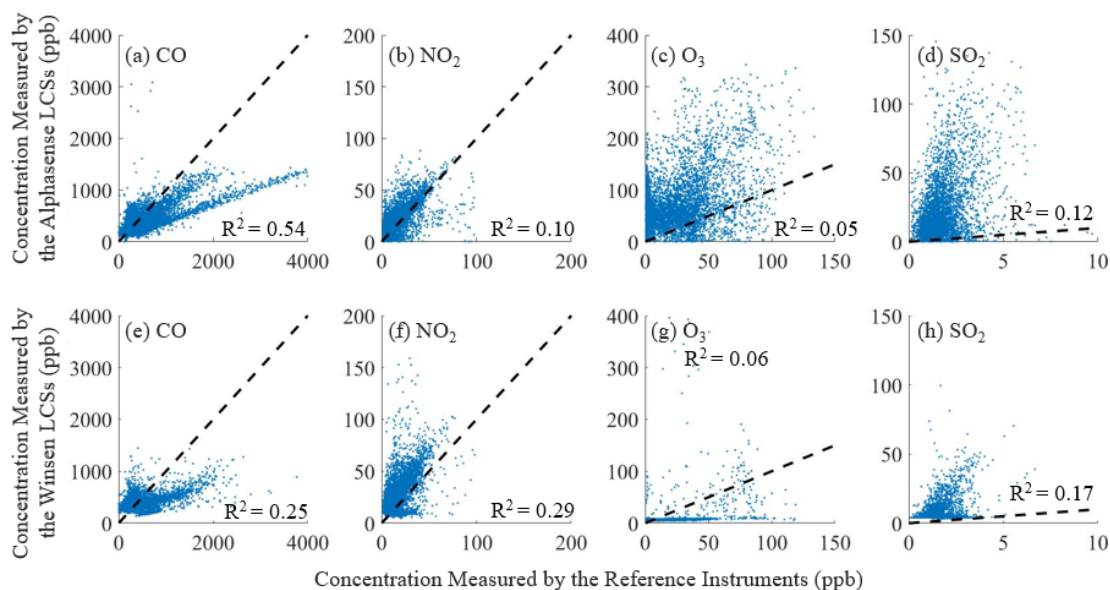 Concentration Measured by
the Alphasense LCSs (ppb)
(a) CO
4000
3000
2000
1000
0
0 2000 4000
R² = 0.54
(b) NO₂
200
150
100
50
0
0 100 200
R² = 0.10
(c) O₃
400
300
200
100
0
0 50 100 150
R² = 0.05
(d) SO₂
150
100
50
0
0 5 10
R² = 0.12
Concentration Measured by
the Winsen LCSs (ppb)
(e) CO
4000
3000
2000
1000
0
0 2000 4000
R² = 0.25
(f) NO₂
200
150
100
50
0
0 100 200
R² = 0.29
(g) O₃
400
R² = 0.06
300
200
100
0
0 50 100 150
(h) SO₂
150
100
50
0
0 5 10
R² = 0.17
Concentration Measured by the Reference Instruments (ppb)